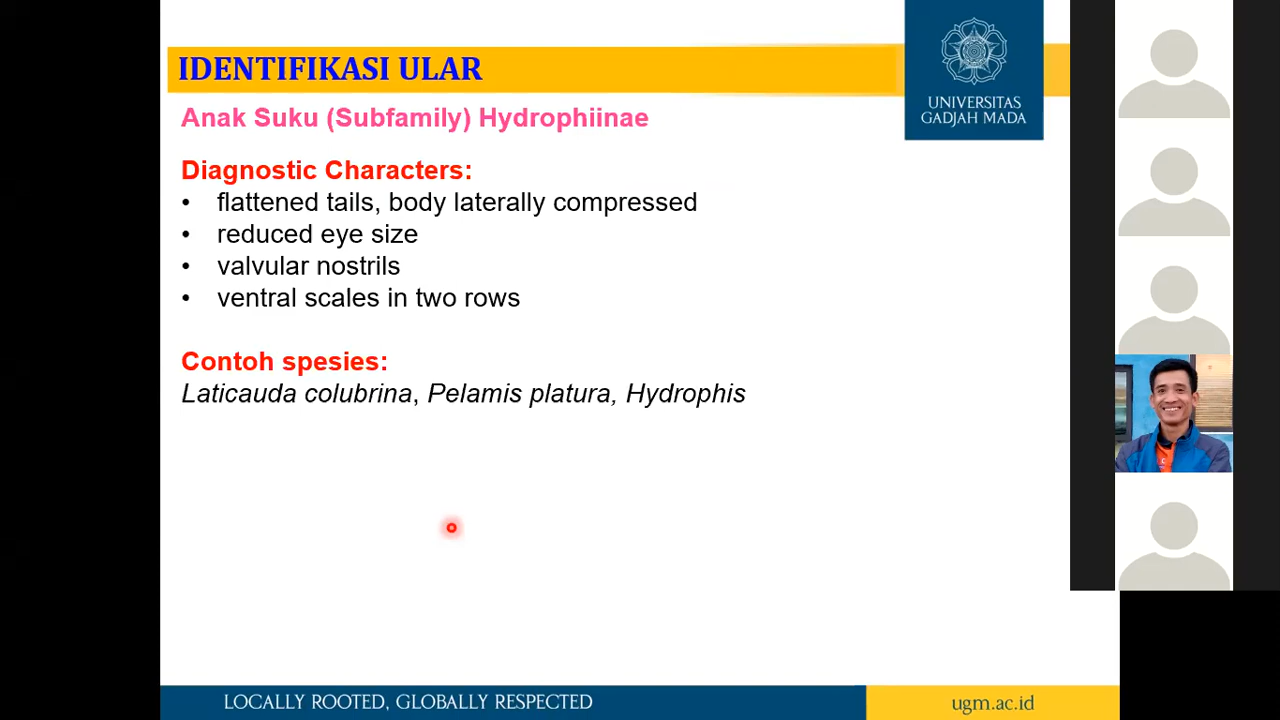 IDENTIFIKASI ULAR
UNIVERSITAS
GADJAH MADA
Anak Suku (Subfamily) Hydrophiinae
Diagnostic Characters:
• flattened tails, body laterally compressed
• reduced eye size
• valvular nostrils
• ventral scales in two rows
Contoh spesies:
Laticauda colubrina, Pelamis platura, Hydrophis
LOCALLY ROOTED, GLOBALLY RESPECTED
ugm.ac.id